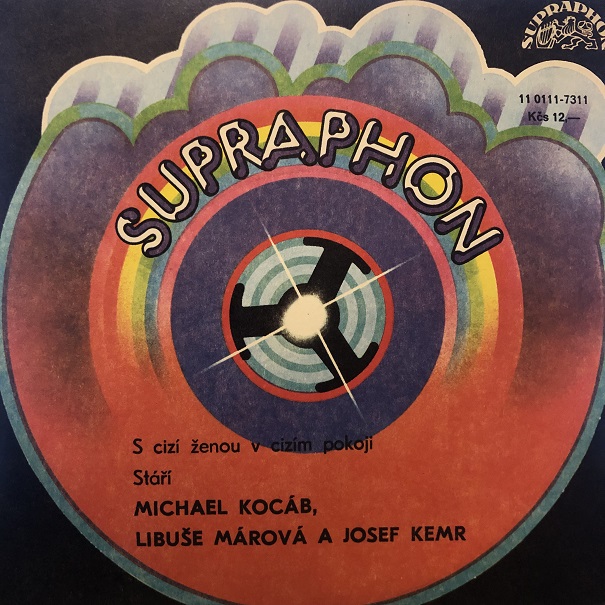 SUPRAPHON
11 0111-7311
Kčs 12,—
SUPRAPHON
S cizí ženou v cizím pokoji
Stáří
MICHAEL KOCÁB,
LIBUŠE MÁROVÁ A JOSEF KEMR